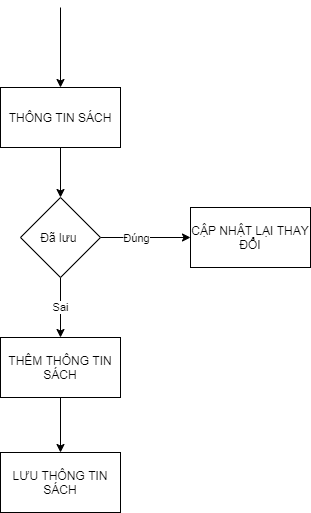 THÔNG TIN SÁCH
Đã lưu
Đúng
CẬP NHẬT LẠI THAY
ĐỔI
Sai
THÊM THÔNG TIN
SÁCH
LƯU THÔNG TIN
SÁCH